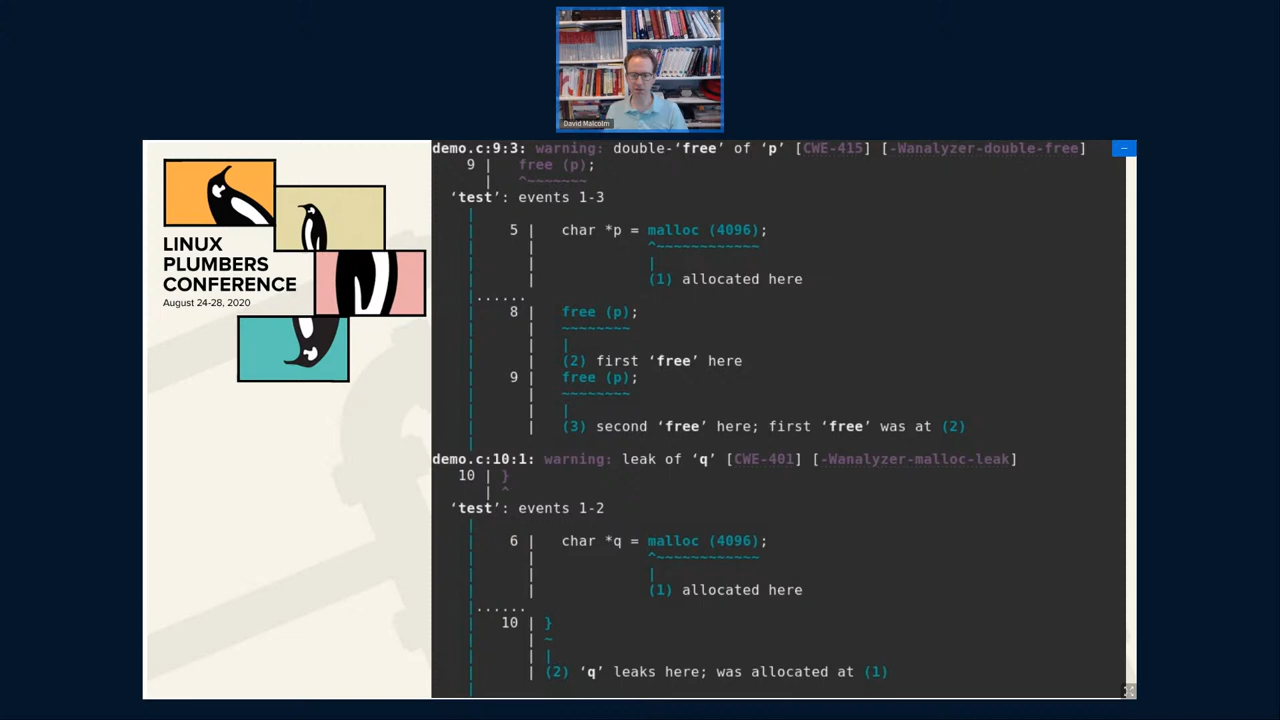 David Malcolm
LINUX
PLUMBERS
CONFERENCE
August 24-28, 2020
demo.c:9:3: warning: double-‘free’ of ‘p’ [CWE-415] [-Wanalyzer-double-free]
9 | free (p);
| ^~~~~~~~
‘test’: events 1-3
|
| 5 | char *p = malloc (4096);
| | ^~~~~~~~~~~~~
| | |
| | (1) allocated here
|......
| 8 | free (p);
| | ~~~~~~~~
| | |
| | (2) first ‘free’ here
| 9 | free (p);
| | ~~~~~~~~
| | |
| | (3) second ‘free’ here; first ‘free’ was at (2)
|
demo.c:10:1: warning: leak of ‘q’ [CWE-401] [-Wanalyzer-malloc-leak]
10 | }
| ^
‘test’: events 1-2
|
| 6 | char *q = malloc (4096);
| | ^~~~~~~~~~~~~
| | |
| | (1) allocated here
|......
| 10 | }
| | ~
| | |
| | (2) ‘q’ leaks here; was allocated at (1)
|